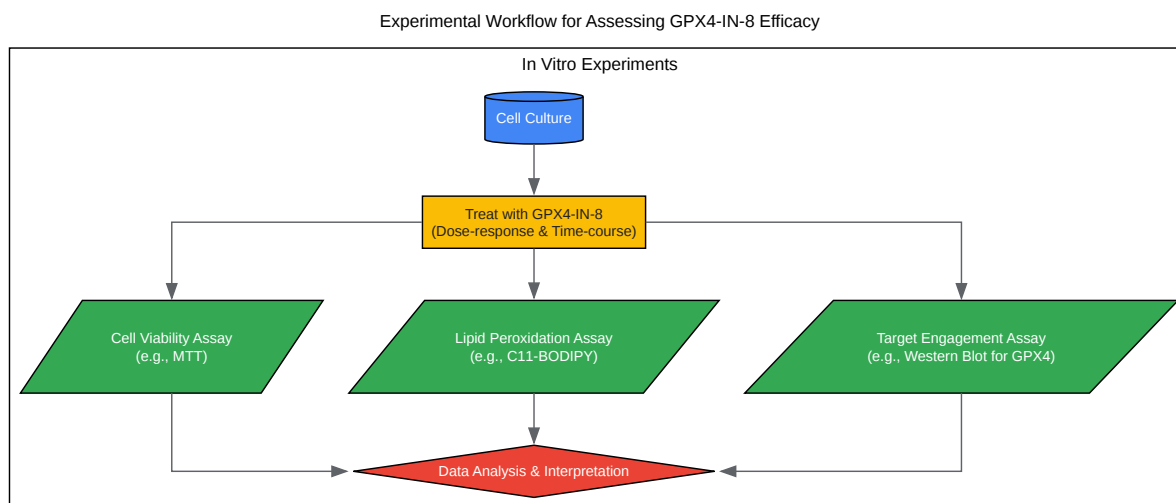 Experimental Workflow for Assessing GPX4-IN-8 Efficacy
In Vitro Experiments
Cell Culture
Treat with GPX4-IN-8
(Dose-response & Time-course)
Cell Viability Assay
(e.g., MTT)
Lipid Peroxidation Assay
(e.g., C11-BODIPY)
Target Engagement Assay
(e.g., Western Blot for GPX4)
Data Analysis & Interpretation